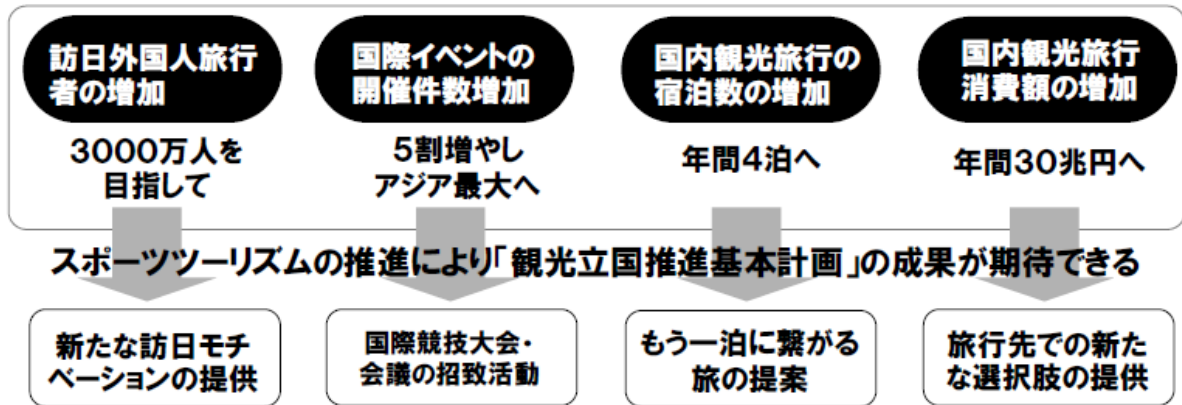 訪日外国人旅行
者の増加
国際イベントの
開催件数増加
国内観光旅行の
宿泊数の増加
国内観光旅行
消費額の増加
3000万人を
目指して
5割増やし
アジア最大へ
年間4泊へ
年間30兆円へ
スポーツツーリズムの推進により「観光立国推進基本計画」の成果が期待できる
新たな訪日モチ
ベーションの提供
国際競技大会・
会議の招致活動
もう一泊に繋がる
旅の提案
旅行先での新た
な選択肢の提供